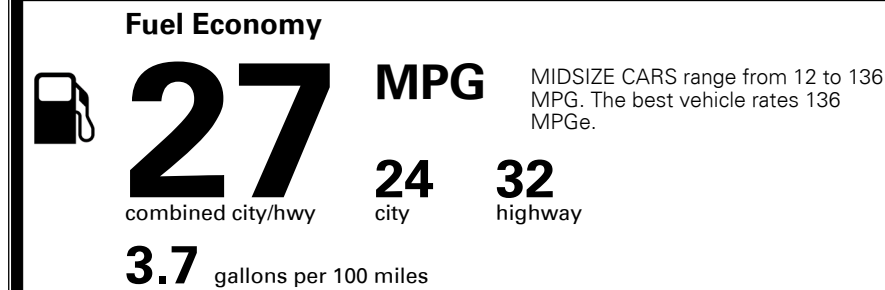 Fuel Economy
27 MPG
MIDSIZE CARS range from 12 to 136
MPG. The best vehicle rates 136
MPGe.
24 32
combined city/hwy city highway
3.7 gallons per 100 miles